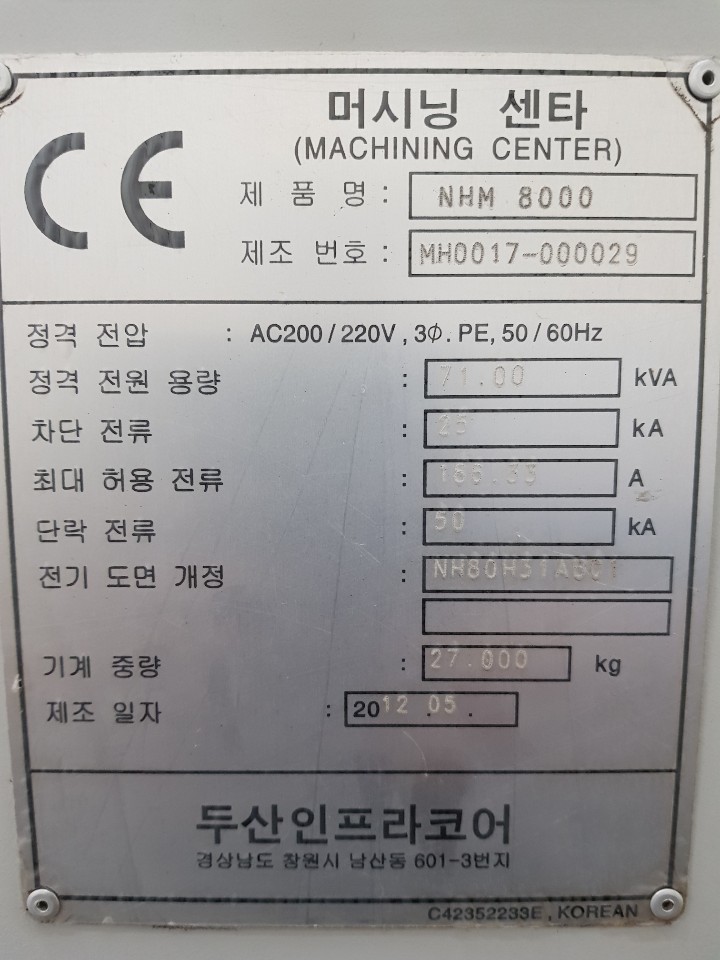 CE
머시닝 센타
(MACHINING CENTER)
제 품 명 : NHM 8000
제조 번호 : MH0017-000029
정격 전압 : AC200/220V, 3Φ. PE, 50/60Hz
정격 전원 용량 : 71.00 kVA
차단 전류 : 25 kA
최대 허용 전류 : A
단락 전류 : 50 kA
전기 도면 개정 : NH80H31AB01
기계 중량 : 27.000 kg
제조 일자 : 2012. 05.
두산인프라코어
경상남도 창원시 남산동 601-3번지
C42352233E, KOREAN